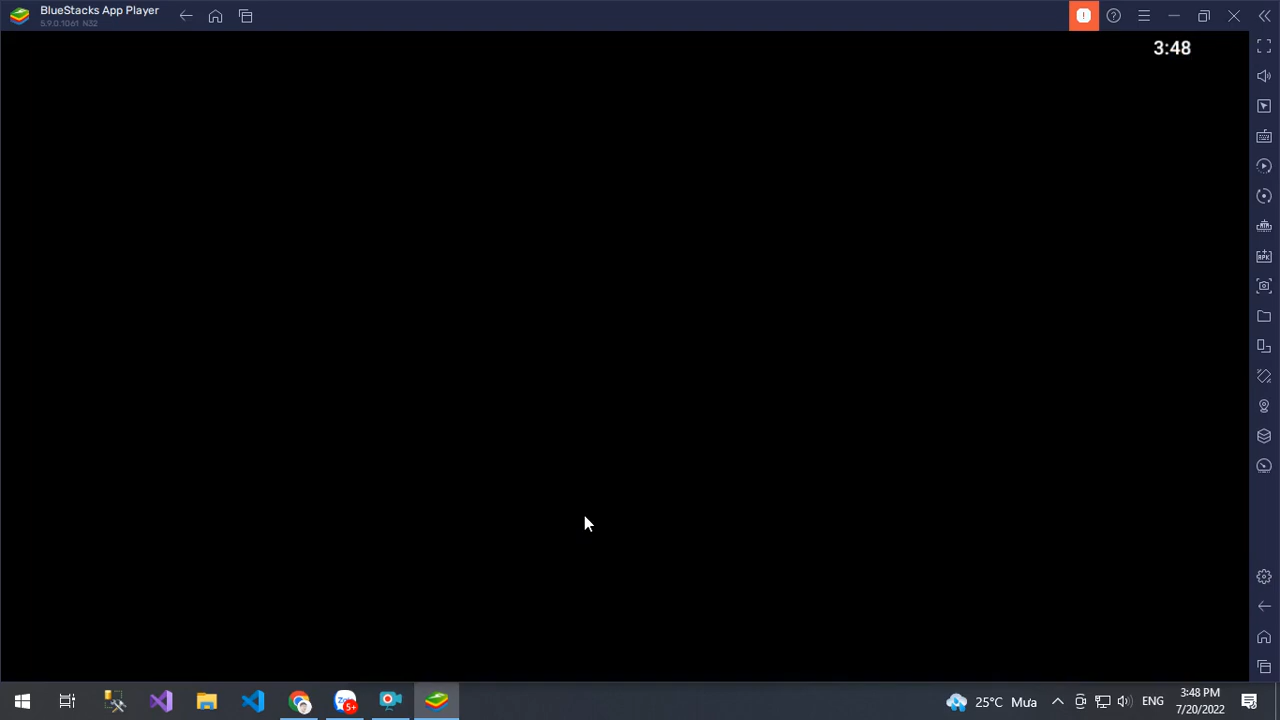 BlueStacks App Player
5.9.0.1061 N32
3:48
5+
25°C Mưa
ENG
3:48 PM
7/20/2022